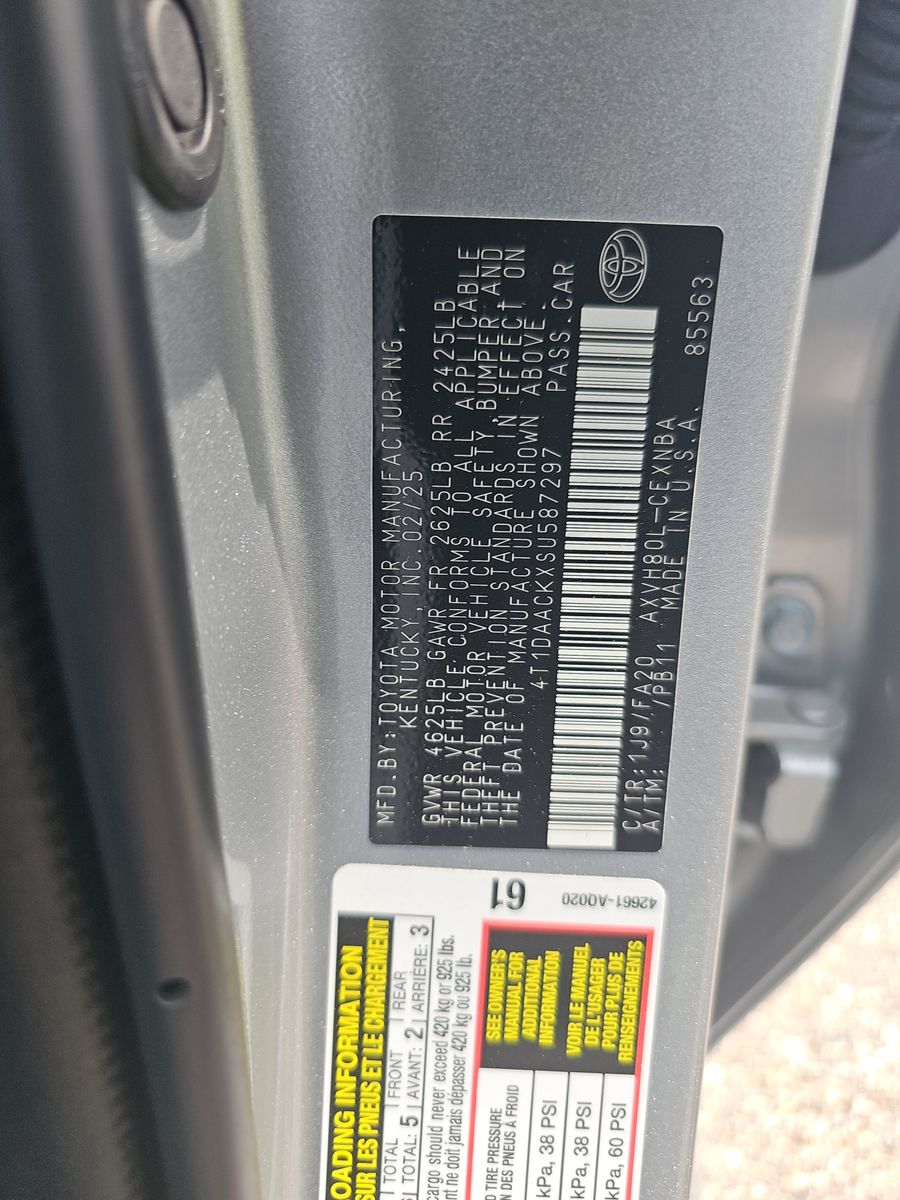 MFD.BY:TOYOTA MOTOR MANUFACTURING,
KENTUCKY, INC. 02/25
GVWR 4625LB GAWR FR 2625LB RR 2425LB
THIS VEHICLE CONFORMS TO ALL APPLICABLE
FEDERAL MOTOR VEHICLE SAFETY, BUMPER, AND
THEFT PREVENTION STANDARDS IN EFFECT ON
THE DATE OF MANUFACTURE SHOWN ABOVE.
4T1DAACKXSU587297 PASS.CAR
C/TR:1J9/FA20 AXVH80L-CEXNBA
A/TM: /PB11 MADE IN U.S.A. 85563
OADING INFORMATION
SUR LES PNEUS ET LE CHARGEMENT
TOTAL | FRONT | REAR
TOTAL: 5 | AVANT: 2 | ARRIÈRE: 3
cargo should never exceed 420 kg or 925 lbs.
nt ne doit jamais dépasser 420 kg ou 925 lb.
D TIRE PRESSURE
DES PNEUS À FROID
kPa, 38 PSI
kPa, 38 PSI
kPa, 60 PSI
SEE OWNER'S
MANUAL FOR
ADDITIONAL
INFORMATION
VOIR LE MANUEL
DE L'USAGER
POUR PLUS DE
RENSEIGNEMENTS
61
42661-AQ020